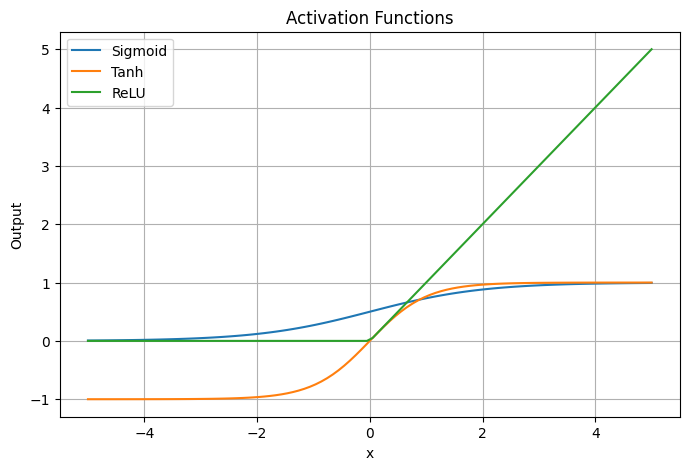 Activation Functions
Sigmoid
Tanh
ReLU
Output
5
4
3
2
1
0
−1
−4
−2
0
2
4
x